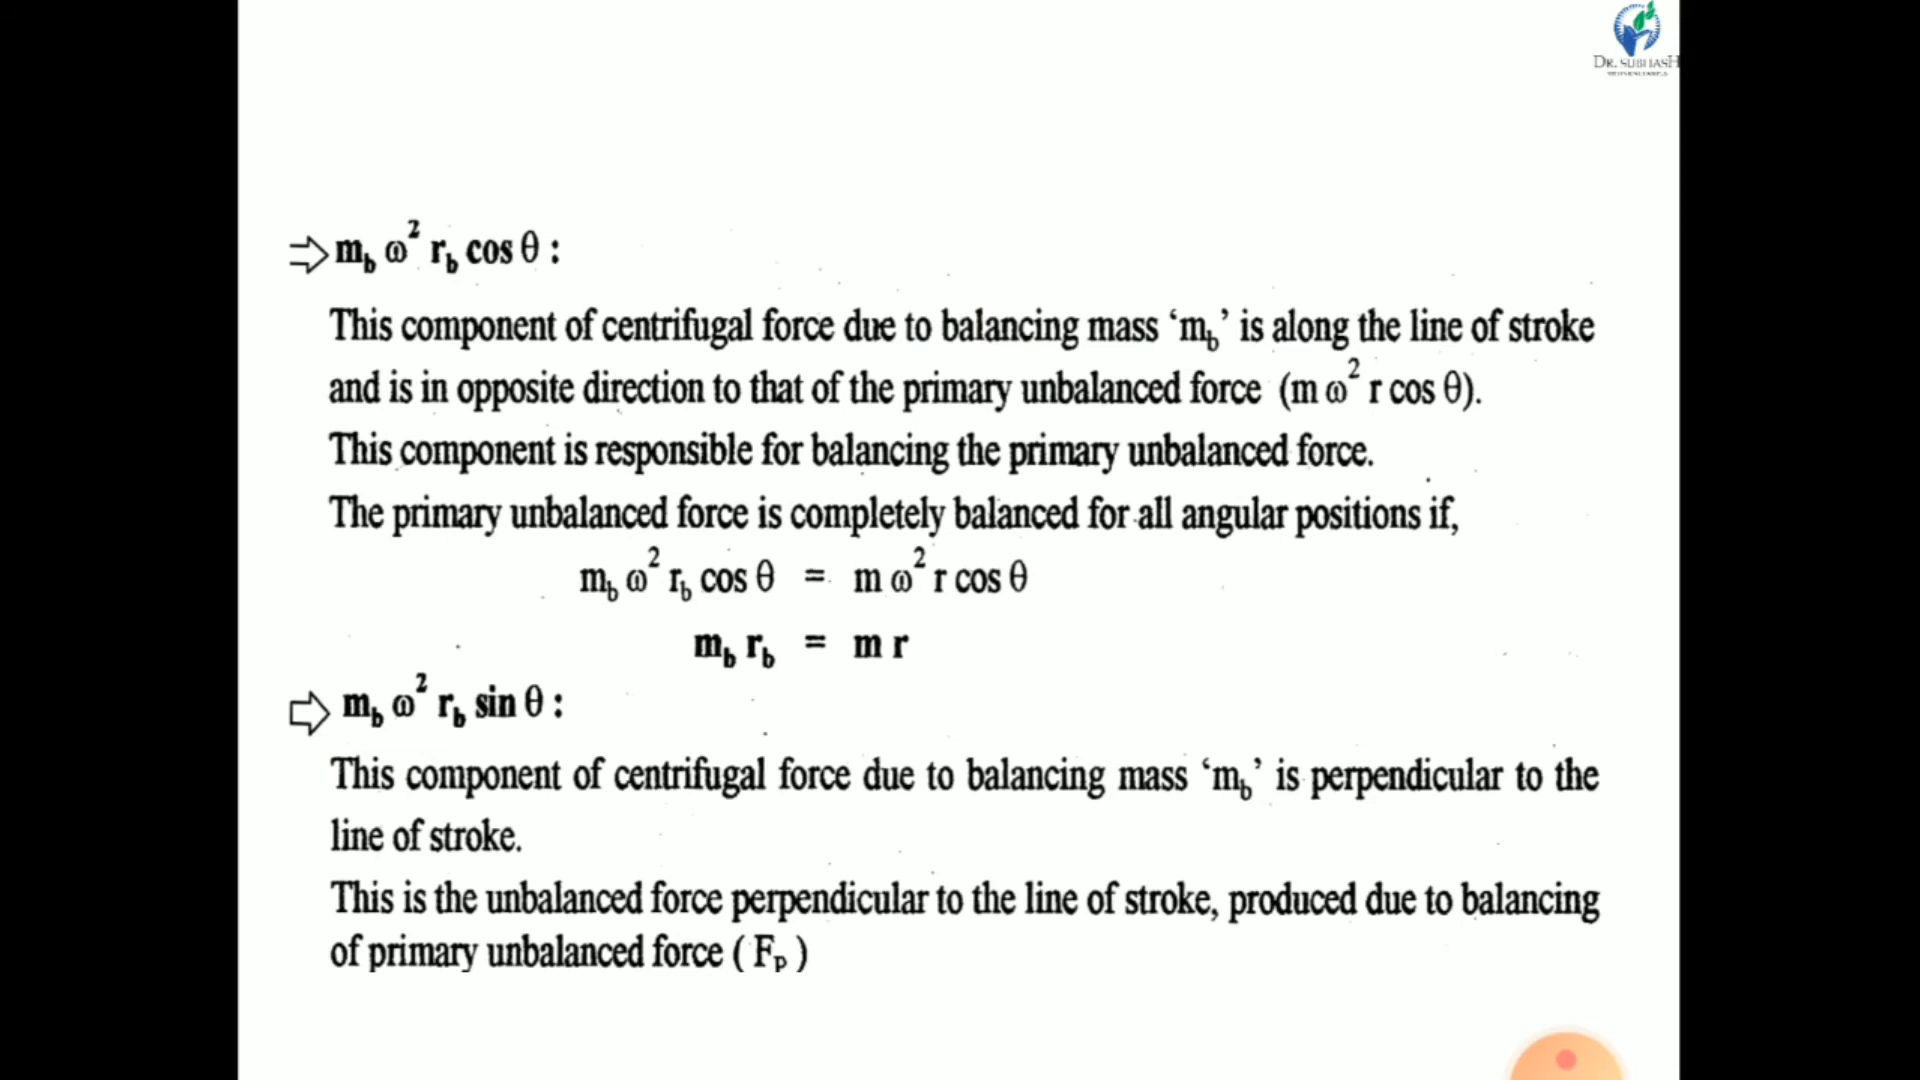 DR. SUBHASH
⇨ m_b ω² r_b cos θ :
This component of centrifugal force due to balancing mass ‘m_b’ is along the line of stroke
and is in opposite direction to that of the primary unbalanced force (m ω² r cos θ).
This component is responsible for balancing the primary unbalanced force.
The primary unbalanced force is completely balanced for all angular positions if,
m_b ω² r_b cos θ = m ω² r cos θ
m_b r_b = m r
⇨ m_b ω² r_b sin θ :
This component of centrifugal force due to balancing mass ‘m_b’ is perpendicular to the
line of stroke.
This is the unbalanced force perpendicular to the line of stroke, produced due to balancing
of primary unbalanced force ( F_p )